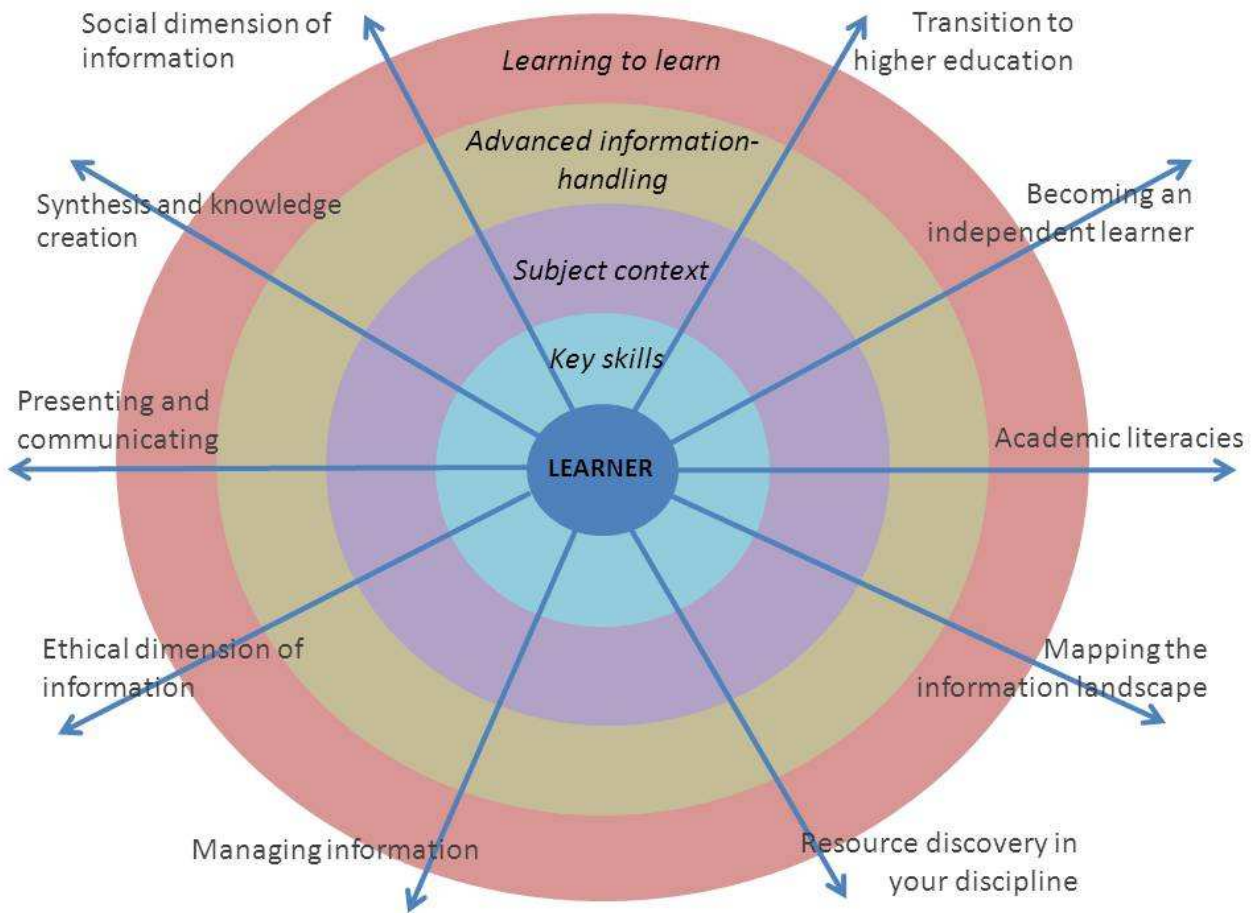 Social dimension of
information
Transition to
higher education
Learning to learn
Advanced information-
handling
Synthesis and knowledge
creation
Becoming an
independent learner
Subject context
Key skills
Presenting and
communicating
Academic literacies
LEARNER
Ethical dimension of
information
Mapping the
information landscape
Managing information
Resource discovery in
your discipline